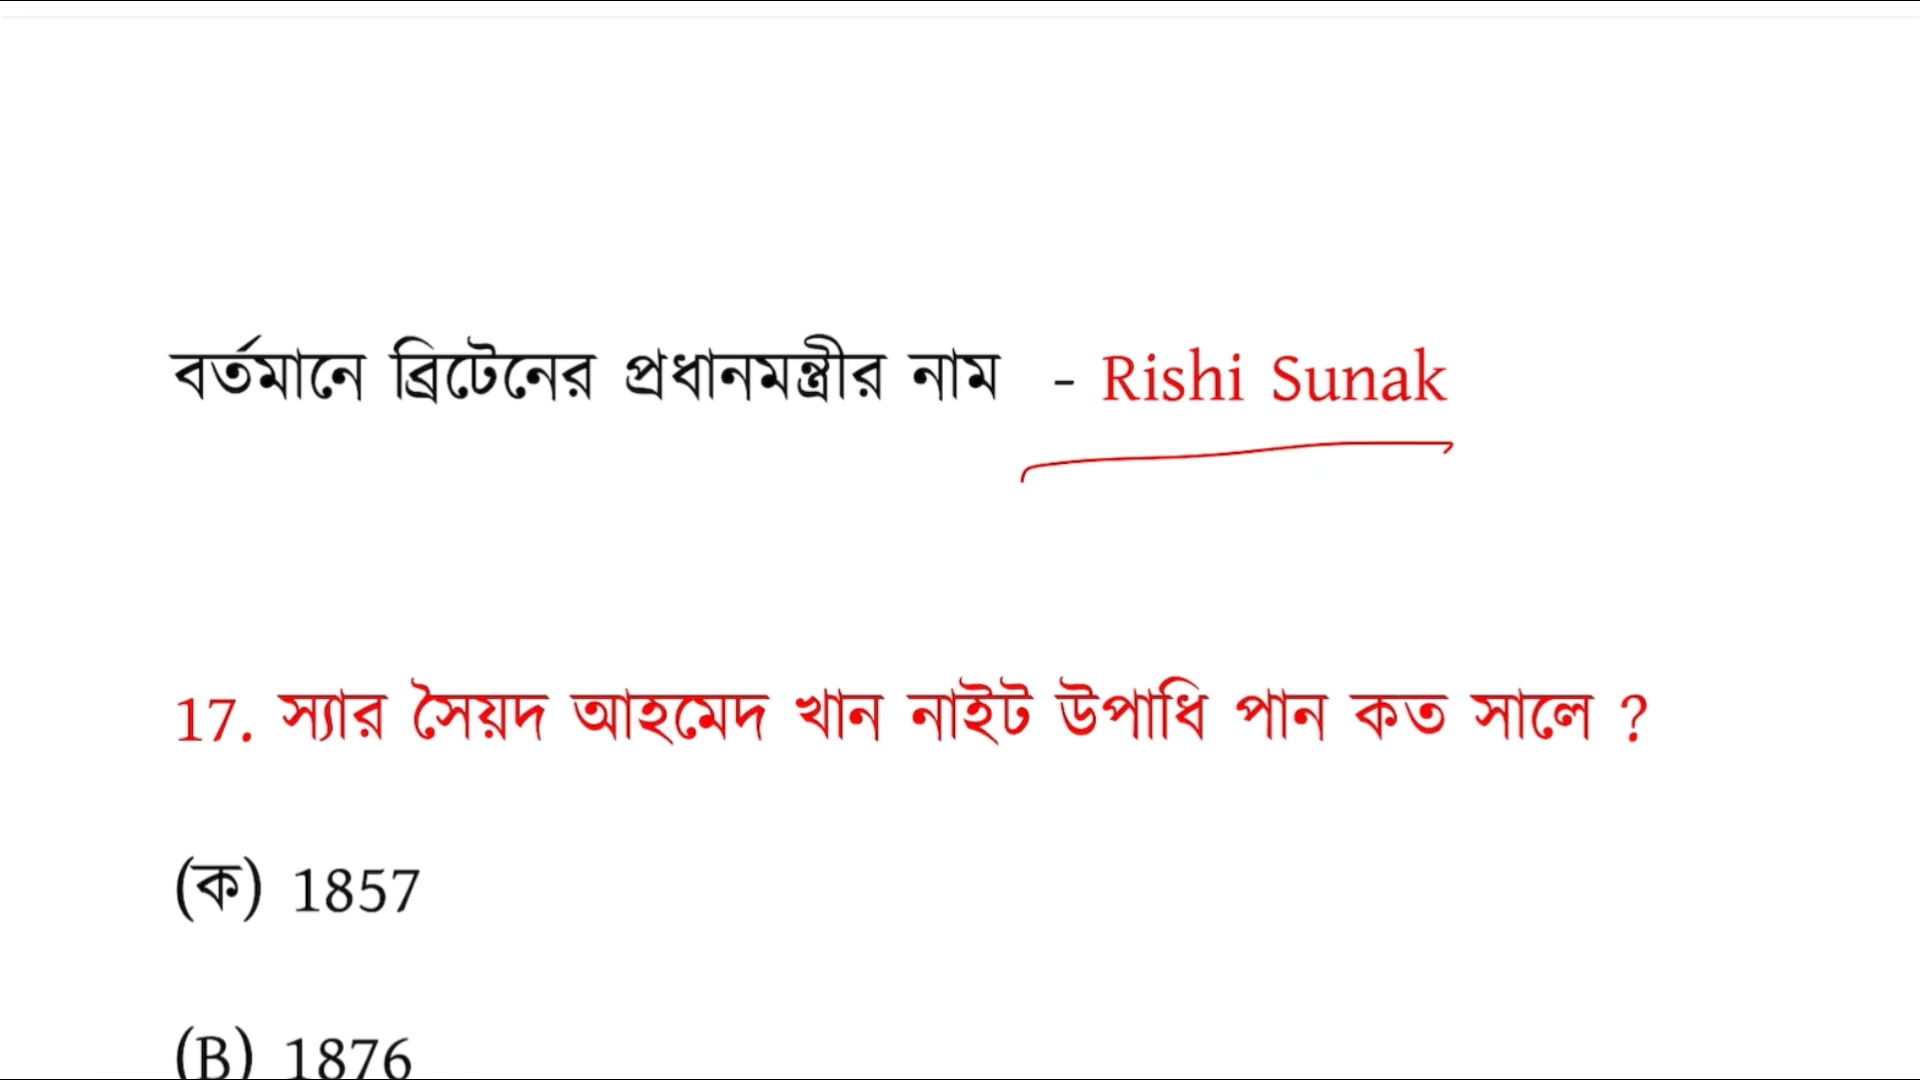 বর্তমানে ব্রিটেনের প্রধানমন্ত্রীর নাম - Rishi Sunak
17. স্যার সৈয়দ আহমেদ খান নাইট উপাধি পান কত সালে ?
(ক) 1857
(B) 1876